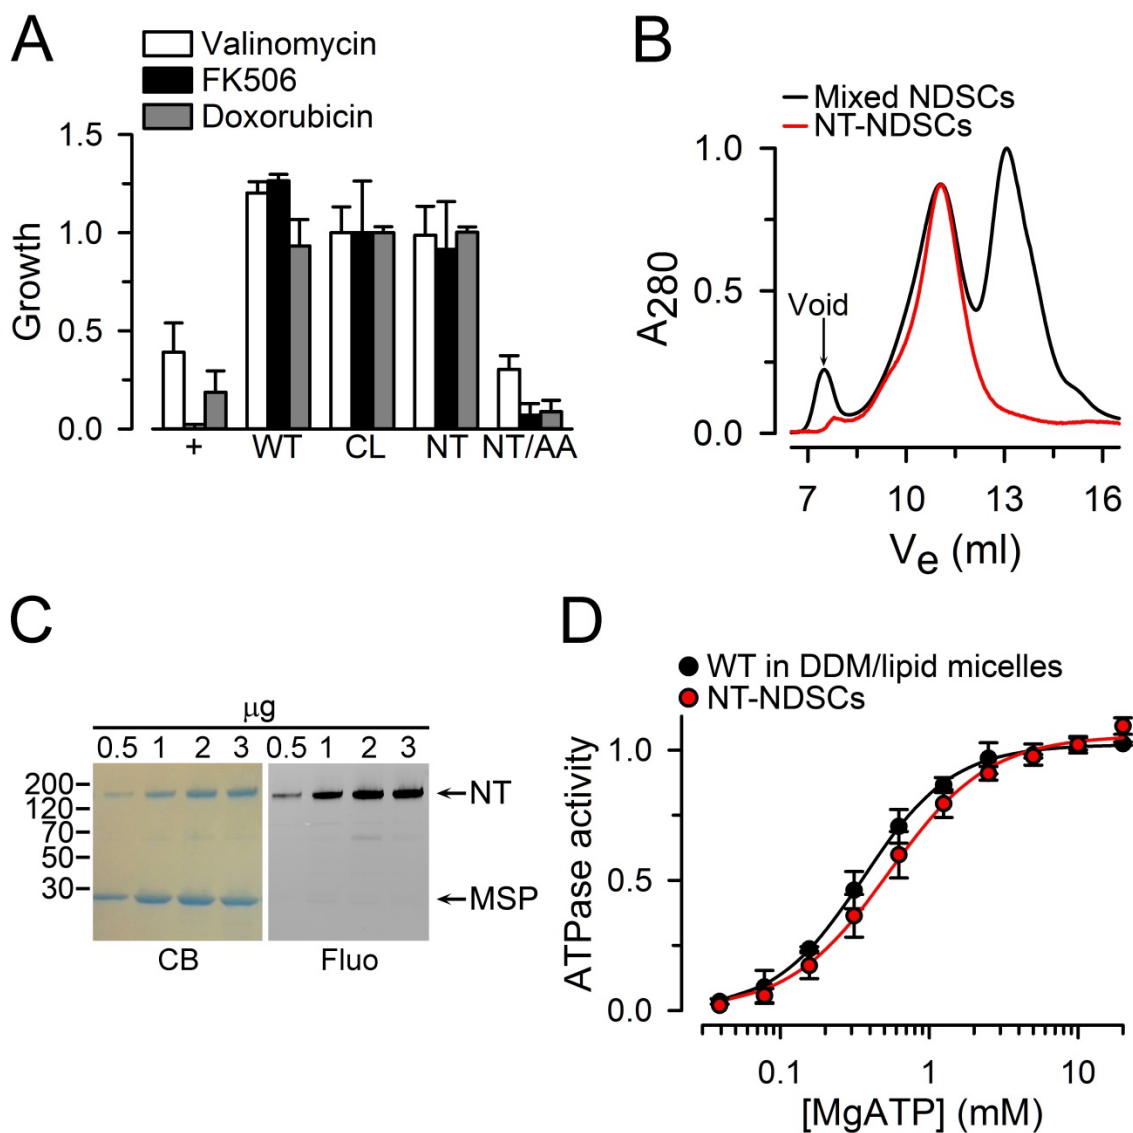 A
Valinomycin
FK506
Doxorubicin
1.5
1.0
0.5
0.0
Growth
+ WT CL NT NT/AA
B
Mixed NDSCs
NT-NDSCs
1.0
0.5
0.0
A280
Void
7 10 13 16
Ve (ml)
C
μg
0.5 1 2 3 0.5 1 2 3
200
120
70
50
30
NT
MSP
CB Fluo
D
WT in DDM/lipid micelles
NT-NDSCs
1.0
0.5
0.0
ATPase activity
0.1 1 10
[MgATP] (mM)